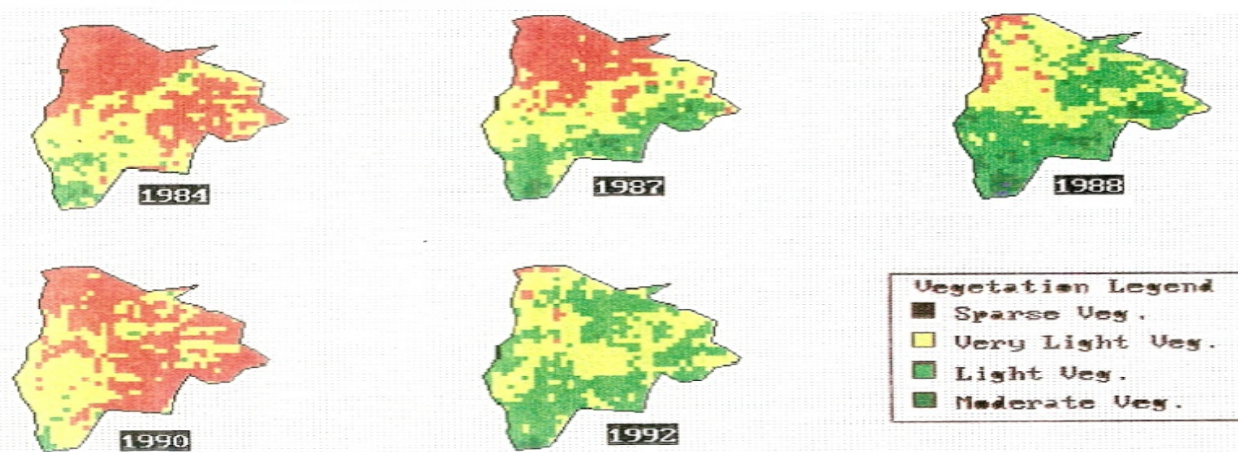 1984
1987
1988
1990
1992
Vegetation Legend
Sparse Veg.
Very Light Veg.
Light Veg.
Moderate Veg.